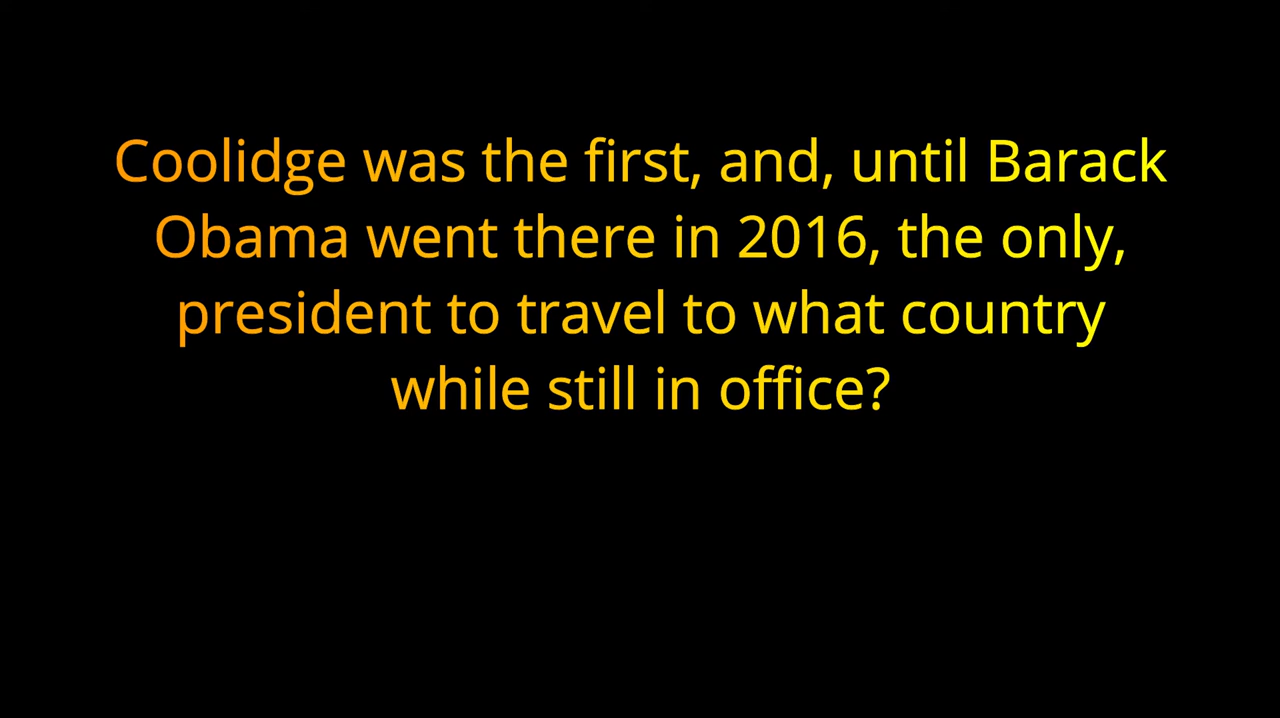 Coolidge was the first, and, until Barack
Obama went there in 2016, the only,
president to travel to what country
while still in office?